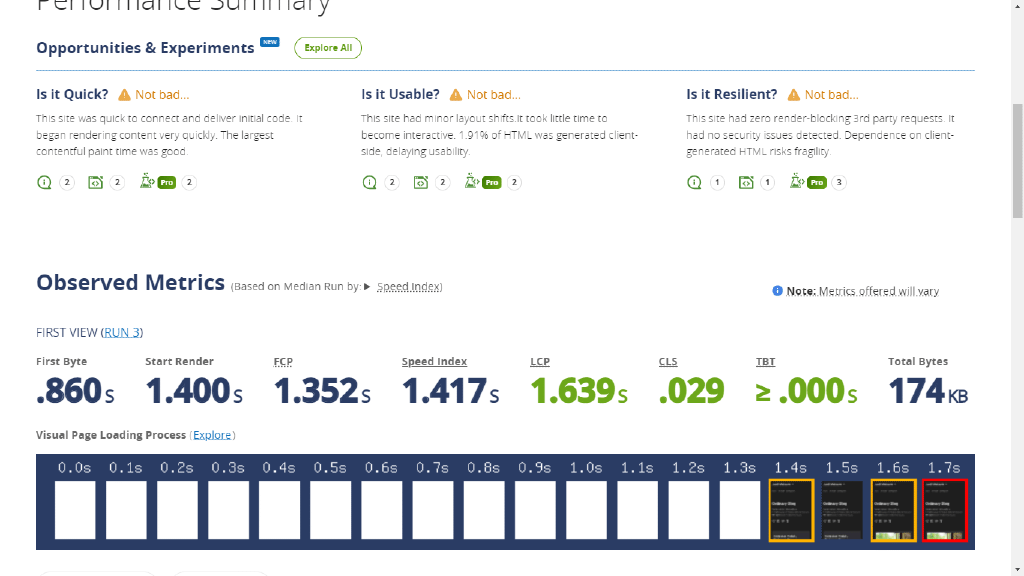 Performance Summary
Opportunities & Experiments NEW Explore All
Is it Quick? Not bad...
This site was quick to connect and deliver initial code. It
began rendering content very quickly. The largest
contentful paint time was good.
2 2 Pro 2
Is it Usable? Not bad...
This site had minor layout shifts.It took little time to
become interactive. 1.91% of HTML was generated client-
side, delaying usability.
2 2 Pro 2
Is it Resilient? Not bad...
This site had zero render-blocking 3rd party requests. It
had no security issues detected. Dependence on client-
generated HTML risks fragility.
1 1 Pro 3
Observed Metrics (Based on Median Run by: Speed Index)
Note: Metrics offered will vary
FIRST VIEW (RUN 3)
First Byte Start Render FCP Speed Index LCP CLS TBT Total Bytes
.860s 1.400s 1.352s 1.417s 1.639s .029 ≥ .000s 174KB
Visual Page Loading Process (Explore)
0.0s 0.1s 0.2s 0.3s 0.4s 0.5s 0.6s 0.7s 0.8s 0.9s 1.0s 1.1s 1.2s 1.3s 1.4s 1.5s 1.6s 1.7s